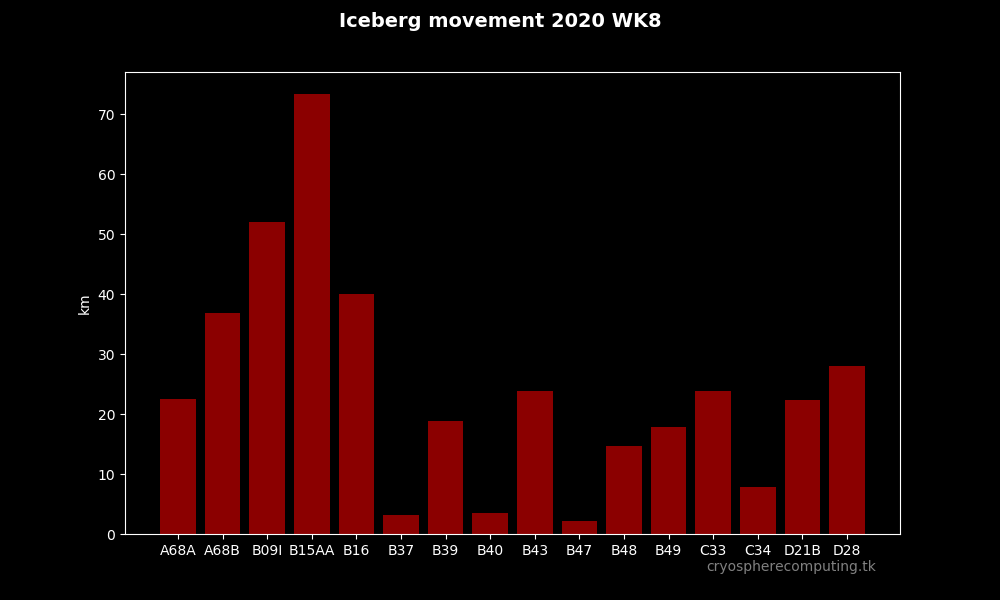 Iceberg movement 2020 WK8
70
60
50
40
30
20
10
0
km
A68A A68B B09I B15AA B16 B37 B39 B40 B43 B47 B48 B49 C33 C34 D21B D28
cryospherecomputing.tk